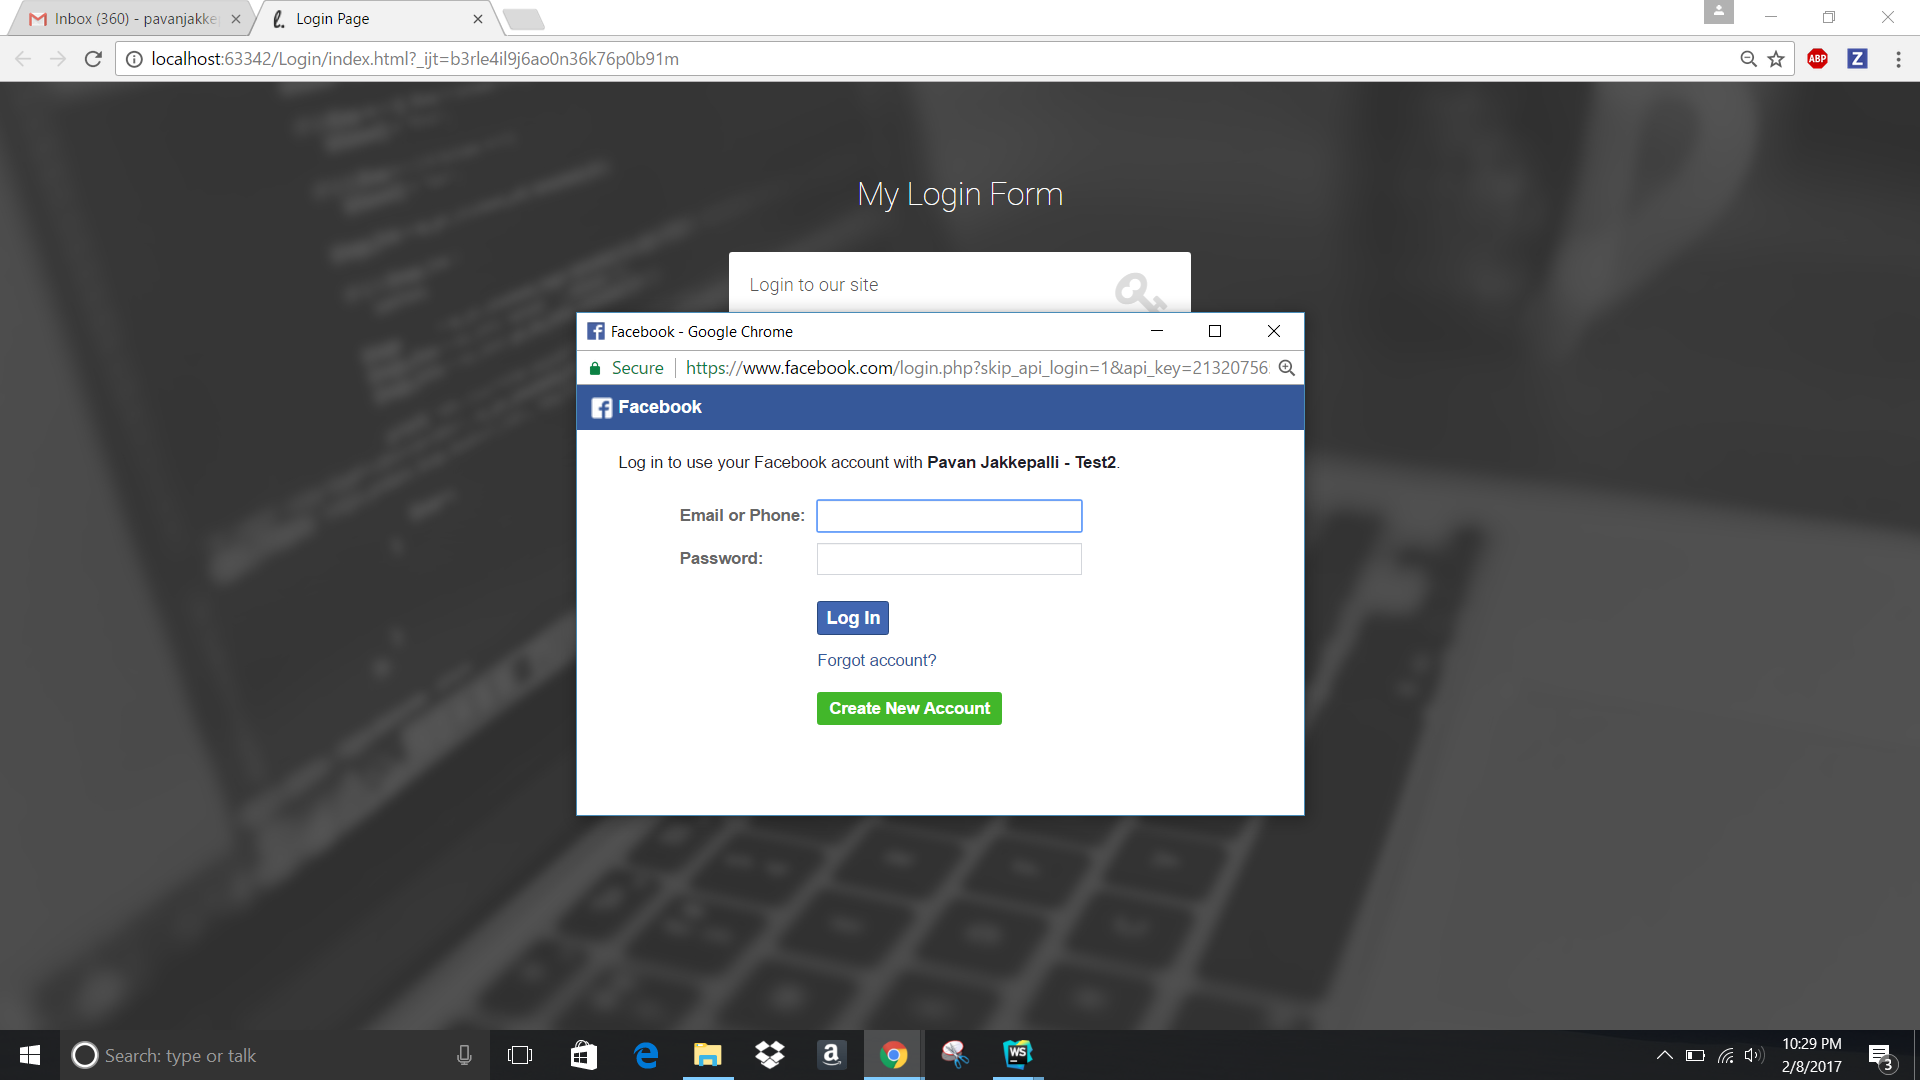 Inbox (360) - pavanjakke
Login Page
localhost:63342/Login/index.html?_ijt=b3rle4il9j6ao0n36k76p0b91m
ABP
Z
My Login Form
Login to our site
Facebook - Google Chrome
Secure
https://www.facebook.com/login.php?skip_api_login=1&api_key=21320756
Facebook
Log in to use your Facebook account with Pavan Jakkepalli - Test2.
Email or Phone:
Password:
Log In
Forgot account?
Create New Account
Search: type or talk
a
WS
10:29 PM
2/8/2017
3